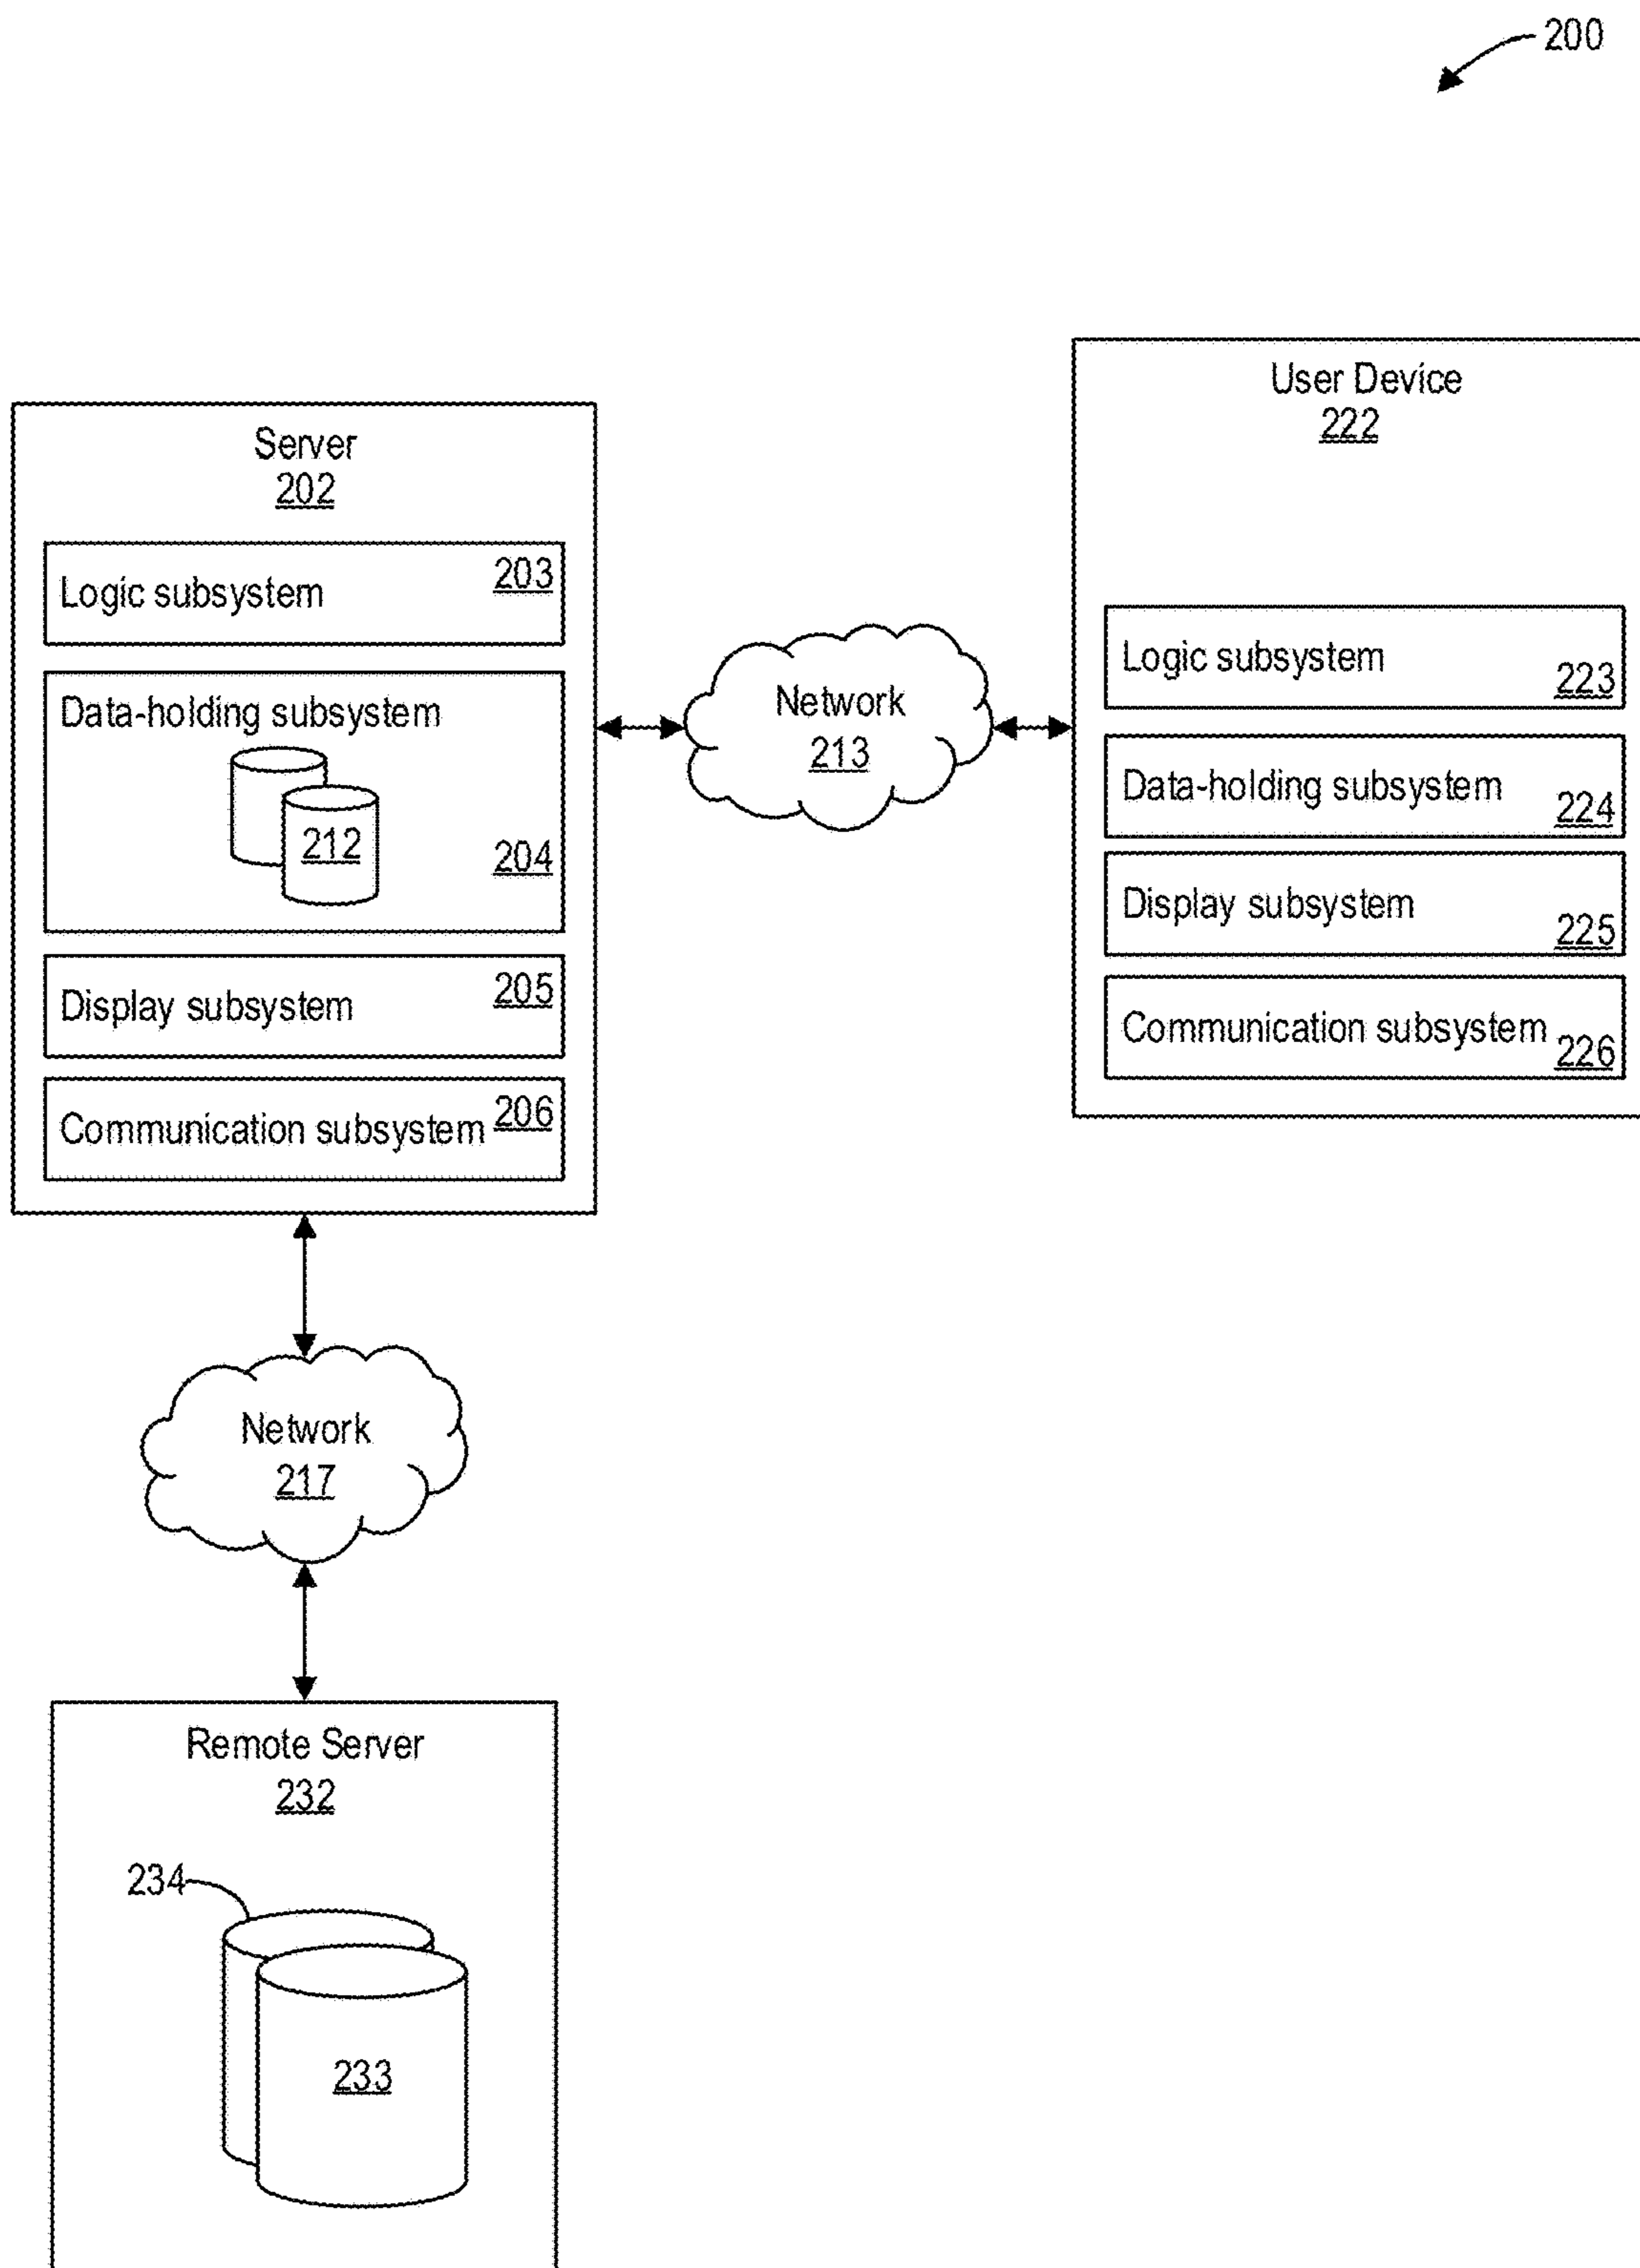 200
Server
202
Logic subsystem
203
Data-holding subsystem
212
204
Display subsystem
205
Communication subsystem
206
Network
213
User Device
222
Logic subsystem
223
Data-holding subsystem
224
Display subsystem
225
Communication subsystem
226
Network
217
Remote Server
232
234
233